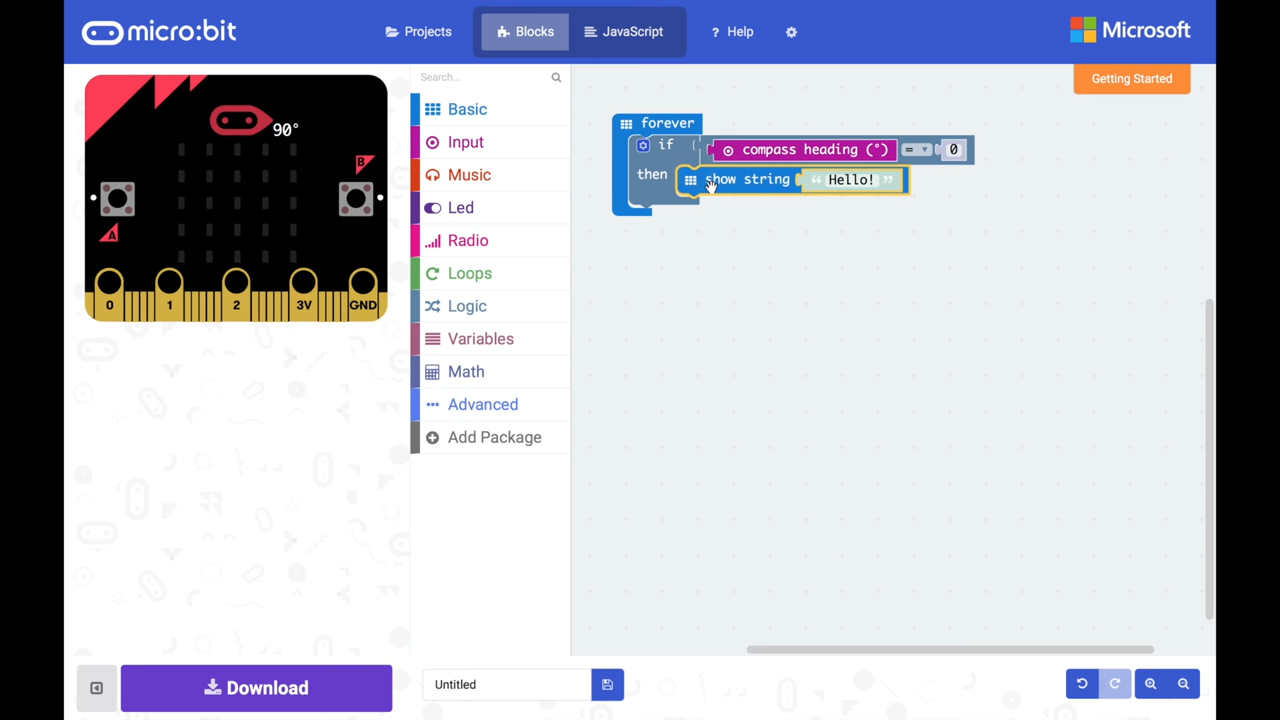 micro:bit
Projects
Blocks
JavaScript
? Help
Microsoft
Getting Started
Search...
90°
B
A
0 1 2 3V GND
Basic
Input
Music
Led
Radio
Loops
Logic
Variables
Math
Advanced
Add Package
forever
if compass heading (°) = 0
then show string “ Hello! ”
Download
Untitled